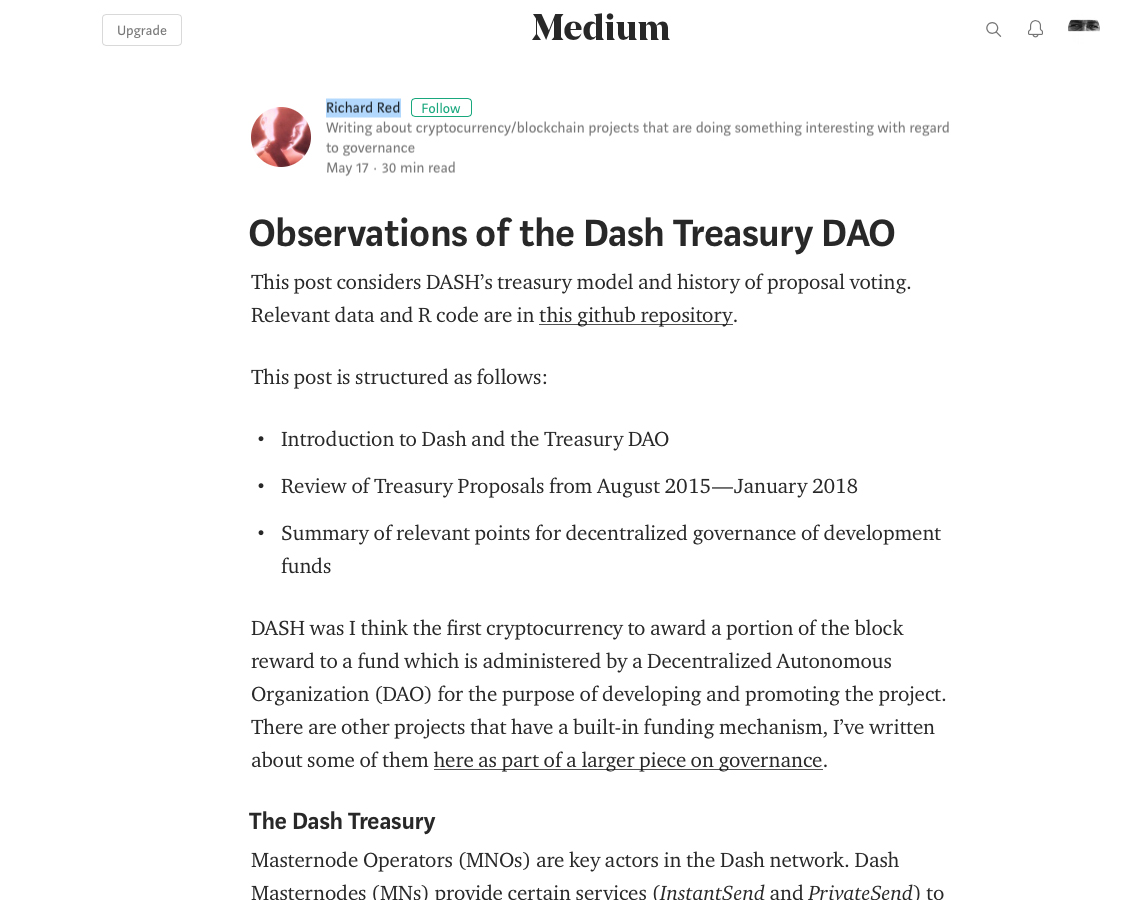 Upgrade
Medium
Richard Red Follow
Writing about cryptocurrency/blockchain projects that are doing something interesting with regard
to governance
May 17 · 30 min read
Observations of the Dash Treasury DAO
This post considers DASH’s treasury model and history of proposal voting.
Relevant data and R code are in this github repository.
This post is structured as follows:
• Introduction to Dash and the Treasury DAO
• Review of Treasury Proposals from August 2015—January 2018
• Summary of relevant points for decentralized governance of development
funds
DASH was I think the first cryptocurrency to award a portion of the block
reward to a fund which is administered by a Decentralized Autonomous
Organization (DAO) for the purpose of developing and promoting the project.
There are other projects that have a built-in funding mechanism, I’ve written
about some of them here as part of a larger piece on governance.
The Dash Treasury
Masternode Operators (MNOs) are key actors in the Dash network. Dash
Masternodes (MNs) provide certain services (InstantSend and PrivateSend) to